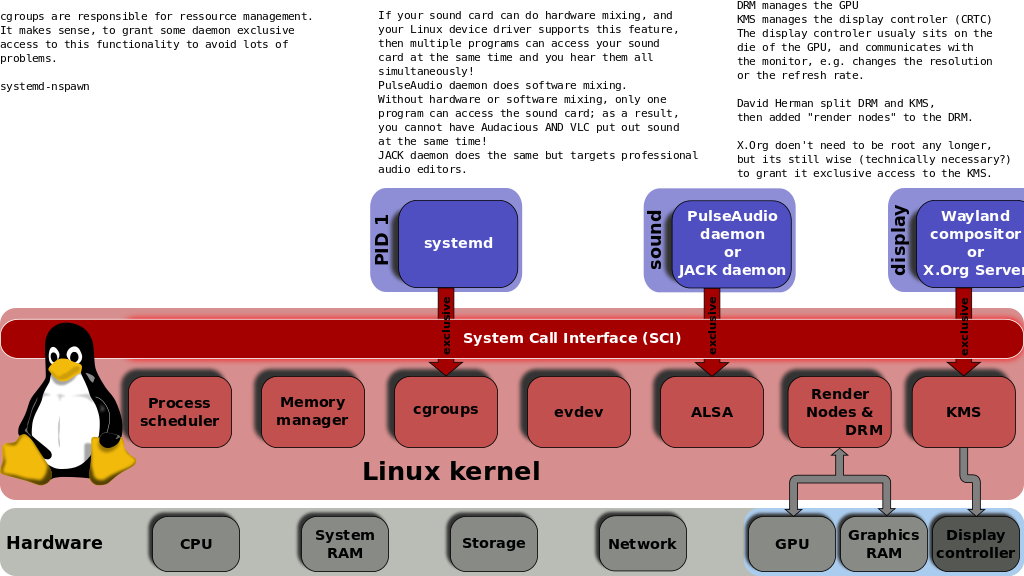 cgroups are responsible for ressource management.
It makes sense, to grant some daemon exclusive
access to this functionality to avoid lots of
problems.
systemd-nspawn
If your sound card can do hardware mixing, and
your Linux device driver supports this feature,
then multiple programs can access your sound
card at the same time and you hear them all
simultaneously!
PulseAudio daemon does software mixing.
Without hardware or software mixing, only one
program can access the sound card; as a result,
you cannot have Audacious AND VLC put out sound
at the same time!
JACK daemon does the same but targets professional
audio editors.
DRM manages the GPU
KMS manages the display controler (CRTC)
The display controler usualy sits on the
die of the GPU, and communicates with
the monitor, e.g. changes the resolution
or the refresh rate.
David Herman split DRM and KMS,
then added "render nodes" to the DRM.
X.Org doen't need to be root any longer,
but its still wise (technically necessary?)
to grant it exclusive access to the KMS.
PID 1
systemd
sound
PulseAudio
daemon
or
JACK daemon
display
Wayland
compositor
or
X.Org Server
exclusive
exclusive
exclusive
System Call Interface (SCI)
Process
scheduler
Memory
manager
cgroups
evdev
ALSA
Render
Nodes &
DRM
KMS
Linux kernel
Hardware
CPU
System
RAM
Storage
Network
GPU
Graphics
RAM
Display
controller